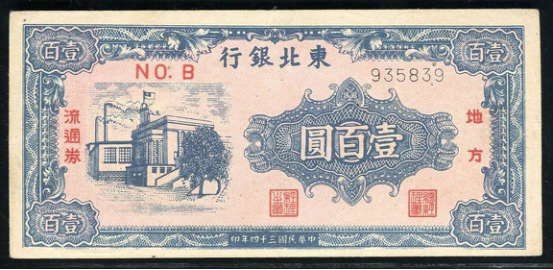 行銀北東
NO. B
935839
壹百
壹百
流通券
地方
圓百壹
壹百
壹百
印年四十三國民華中